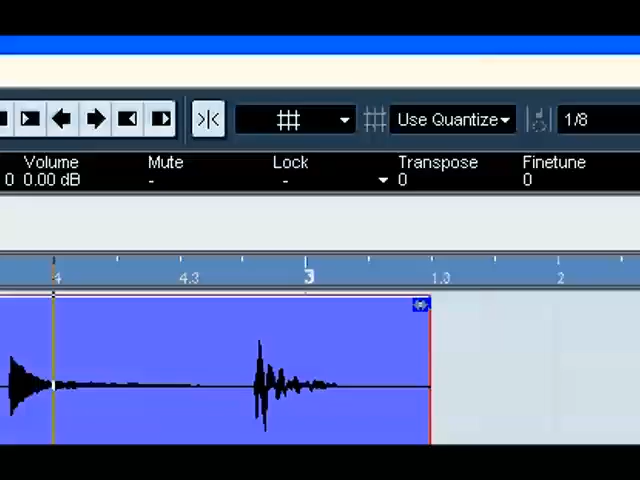 Use Quantize 1/8
Volume Mute Lock Transpose Finetune
0 0.00 dB - - 0 0
4 4.3 3 1.3 2